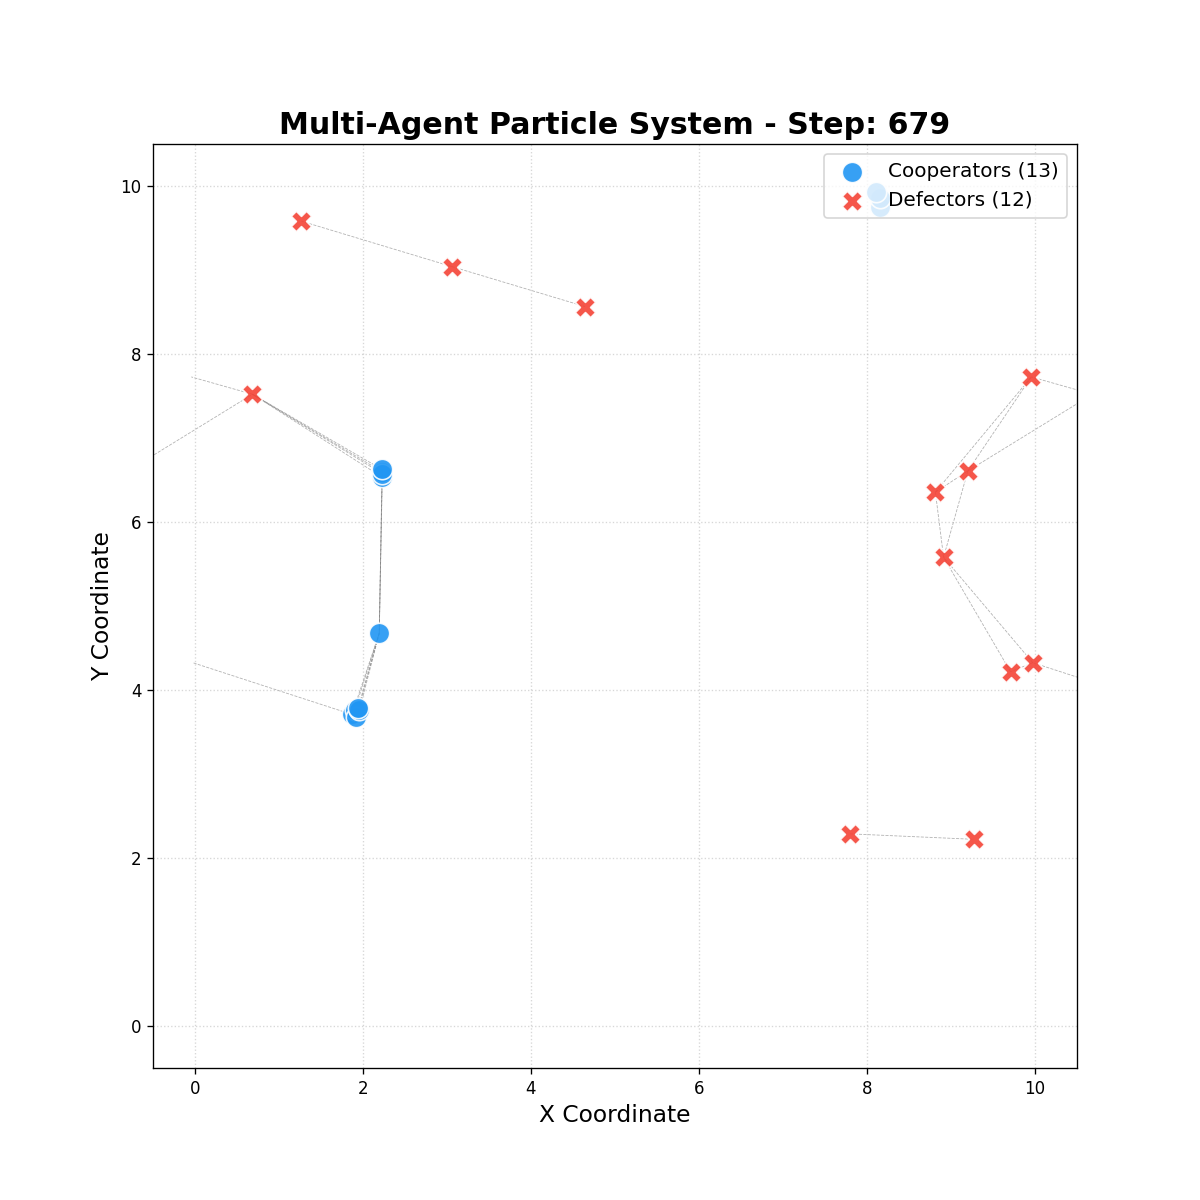 Multi-Agent Particle System - Step: 679
Cooperators (13)
Defectors (12)
10
8
6
4
2
0
Y Coordinate
0 2 4 6 8 10
X Coordinate